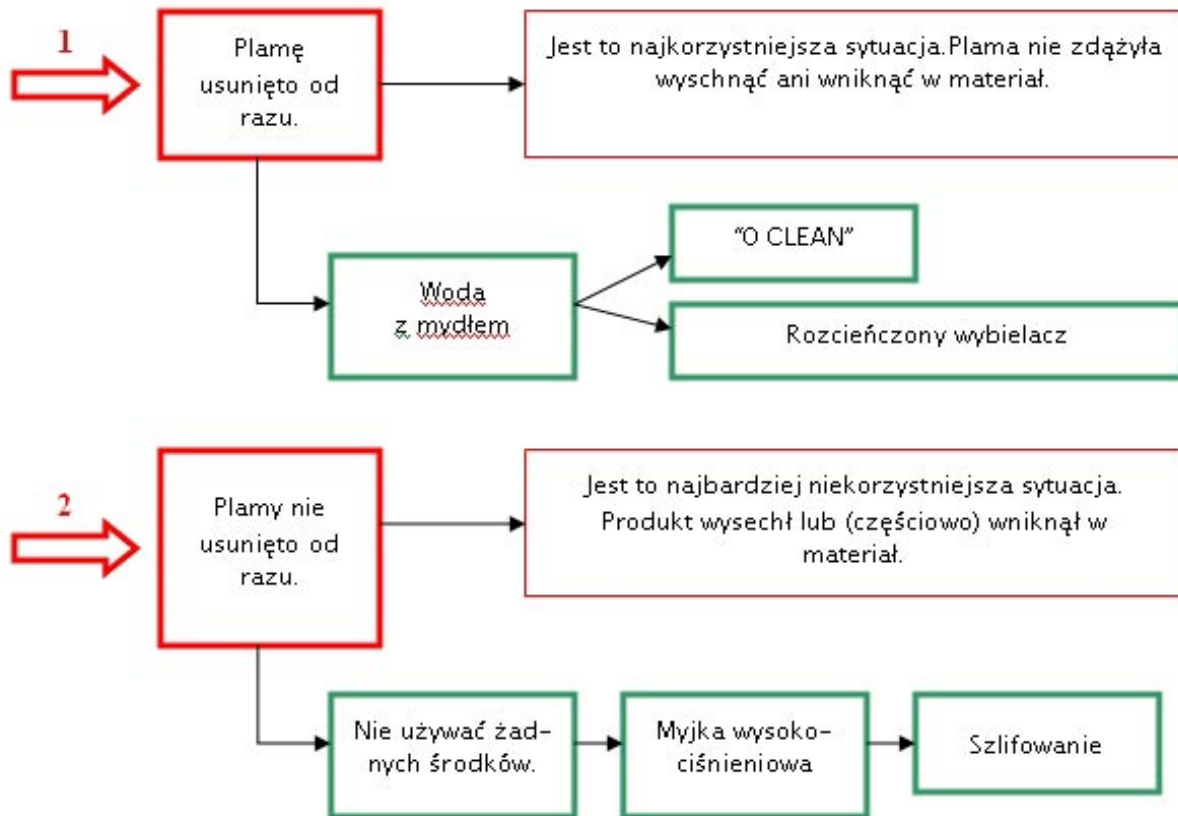 1
Plamę
usunięto od
razu.
Jest to najkorzystniejsza sytuacja.Plama nie zdążyła
wyschnąć ani wniknąć w materiał.
Woda
z mydłem
“O CLEAN”
Rozcieńczony wybielacz
2
Plamy nie
usunięto od
razu.
Jest to najbardziej niekorzystniejsza sytuacja.
Produkt wysechł lub (częściowo) wniknął w
materiał.
Nie używać żad-
nych środków.
Myjka wysoko-
ciśnieniowa
Szlifowanie